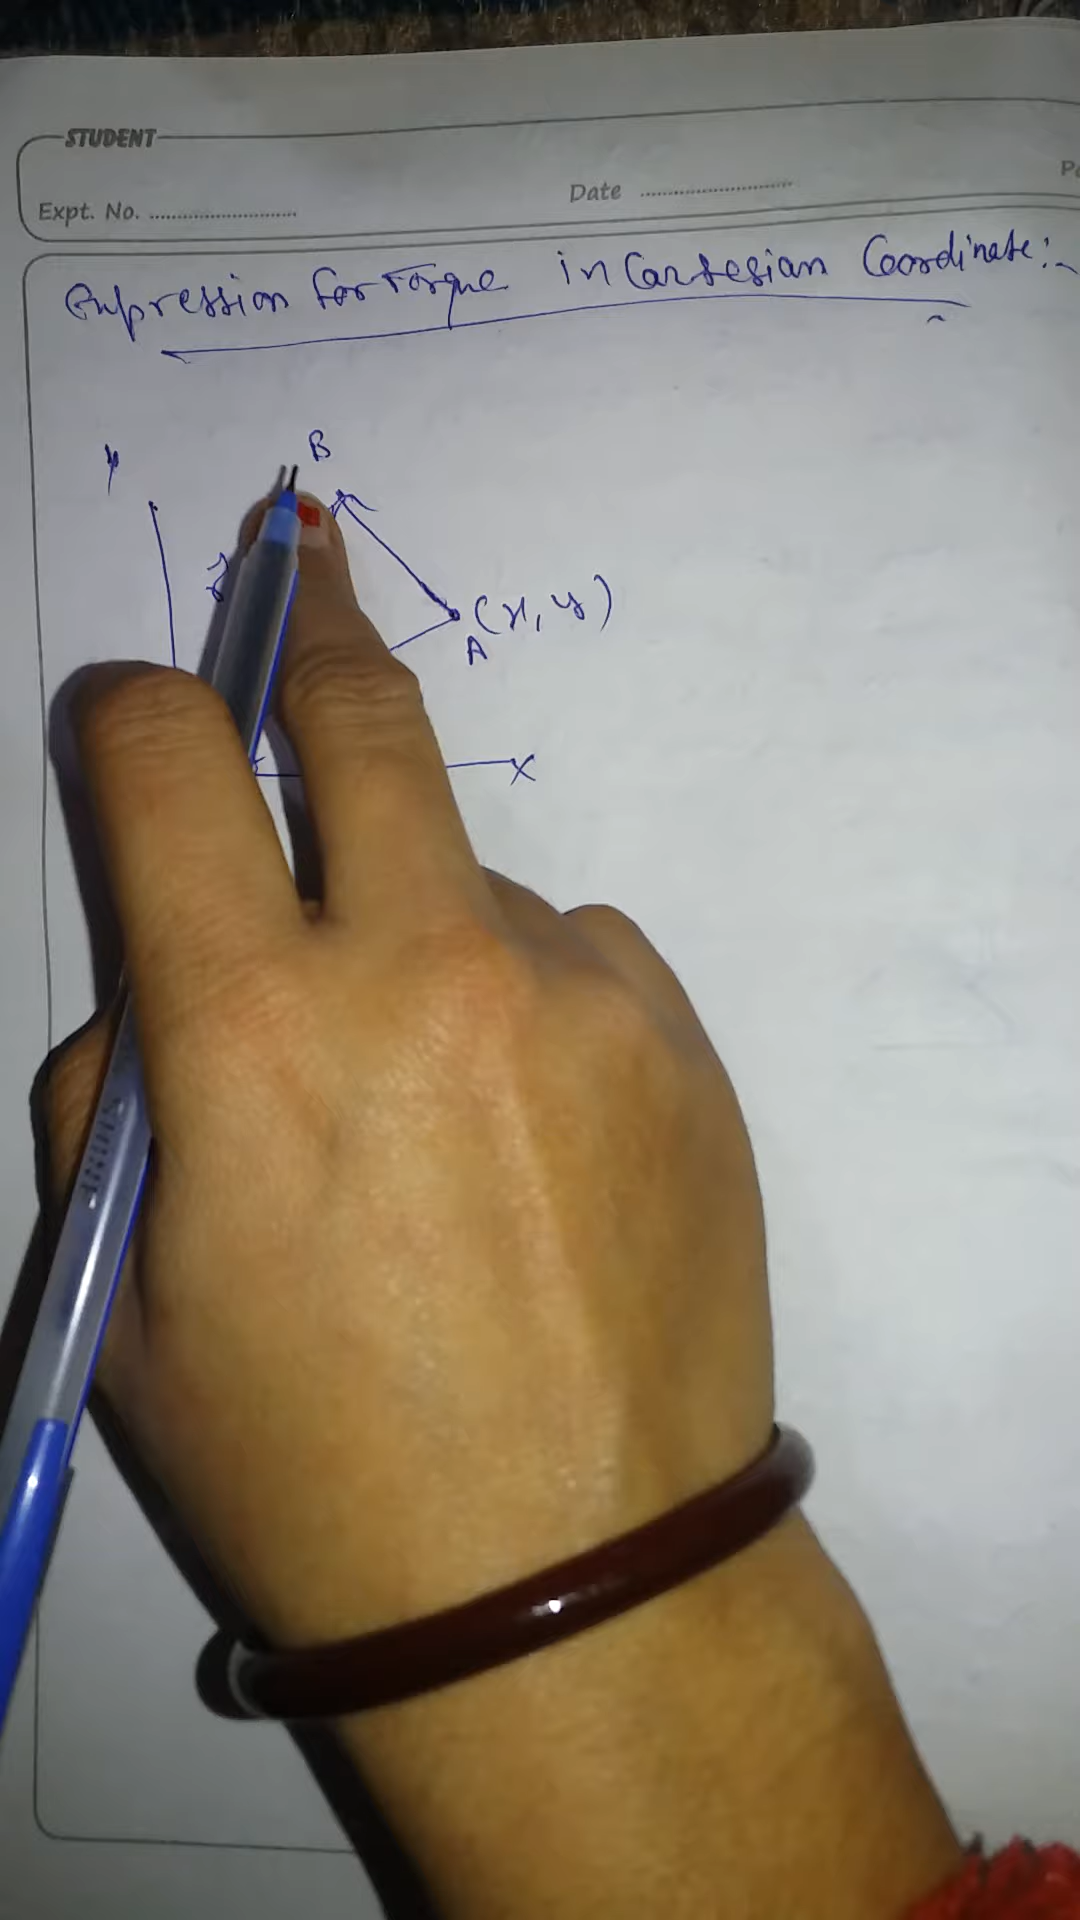 STUDENT
Expt. No.
Date
Expression for Torque in Cartesian Coordinate:-
y
B
(x, y)
A
X